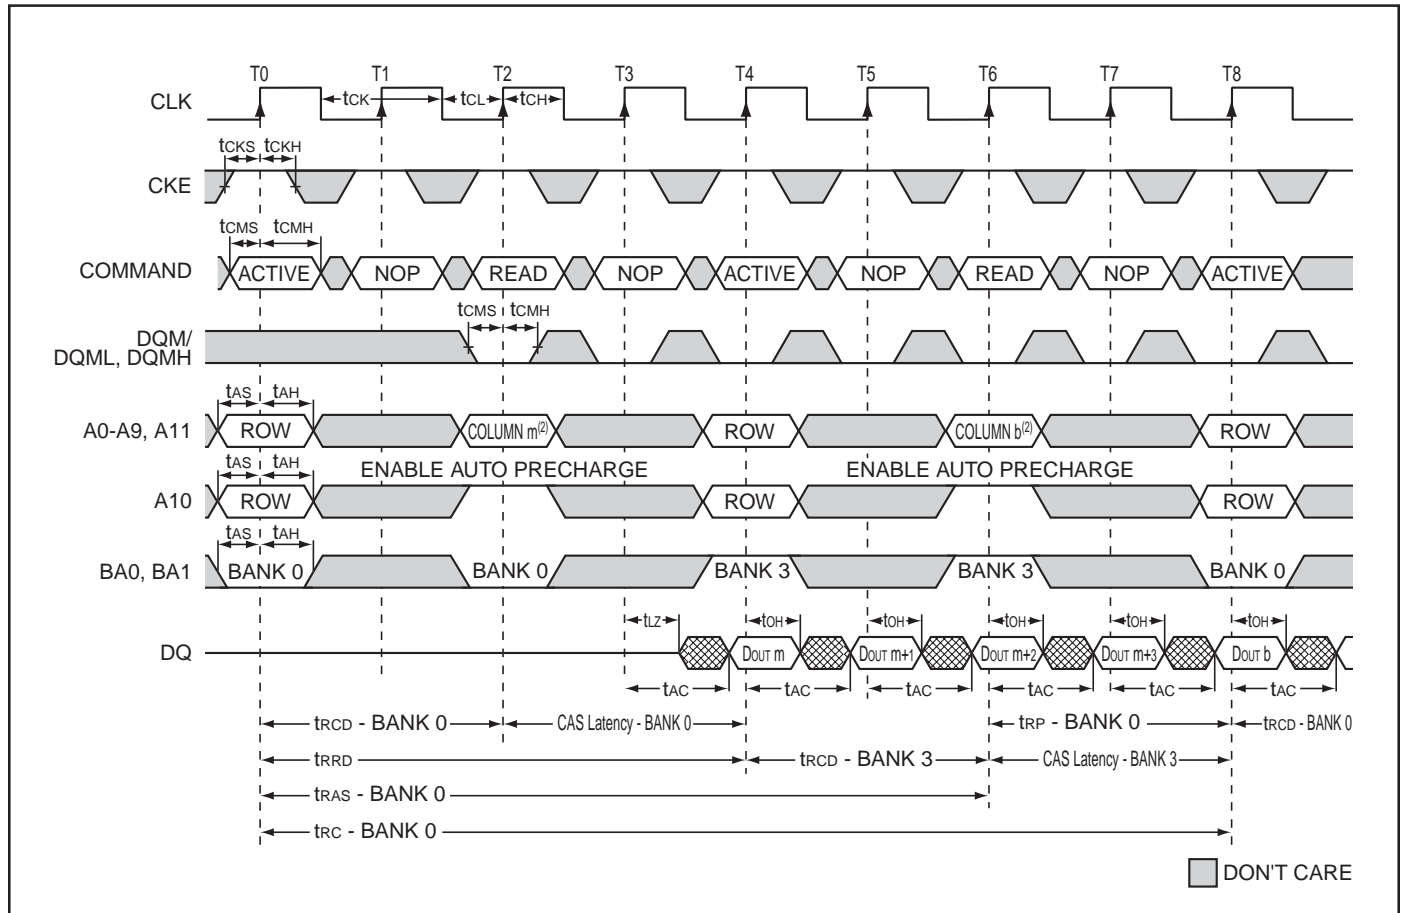 T0 T1 T2 T3 T4 T5 T6 T7 T8
CLK tCK tCL tCH
tCKS tCKH
CKE
tCMS tCMH
COMMAND ACTIVE NOP READ NOP ACTIVE NOP READ NOP ACTIVE
tCMS tCMH
DQM/
DQML, DQMH
tAS tAH
A0-A9, A11 ROW COLUMN m(2) ROW COLUMN b(2) ROW
tAS tAH ENABLE AUTO PRECHARGE ENABLE AUTO PRECHARGE
A10 ROW ROW ROW
tAS tAH
BA0, BA1 BANK 0 BANK 0 BANK 3 BANK 3 BANK 0
tLZ tOH tOH tOH tOH tOH
DQ DOUT m DOUT m+1 DOUT m+2 DOUT m+3 DOUT b
tAC tAC tAC tAC tAC tAC
tRCD - BANK 0 CAS Latency - BANK 0 tRP - BANK 0 tRCD - BANK 0
tRRD tRCD - BANK 3 CAS Latency - BANK 3
tRAS - BANK 0
tRC - BANK 0
DON'T CARE